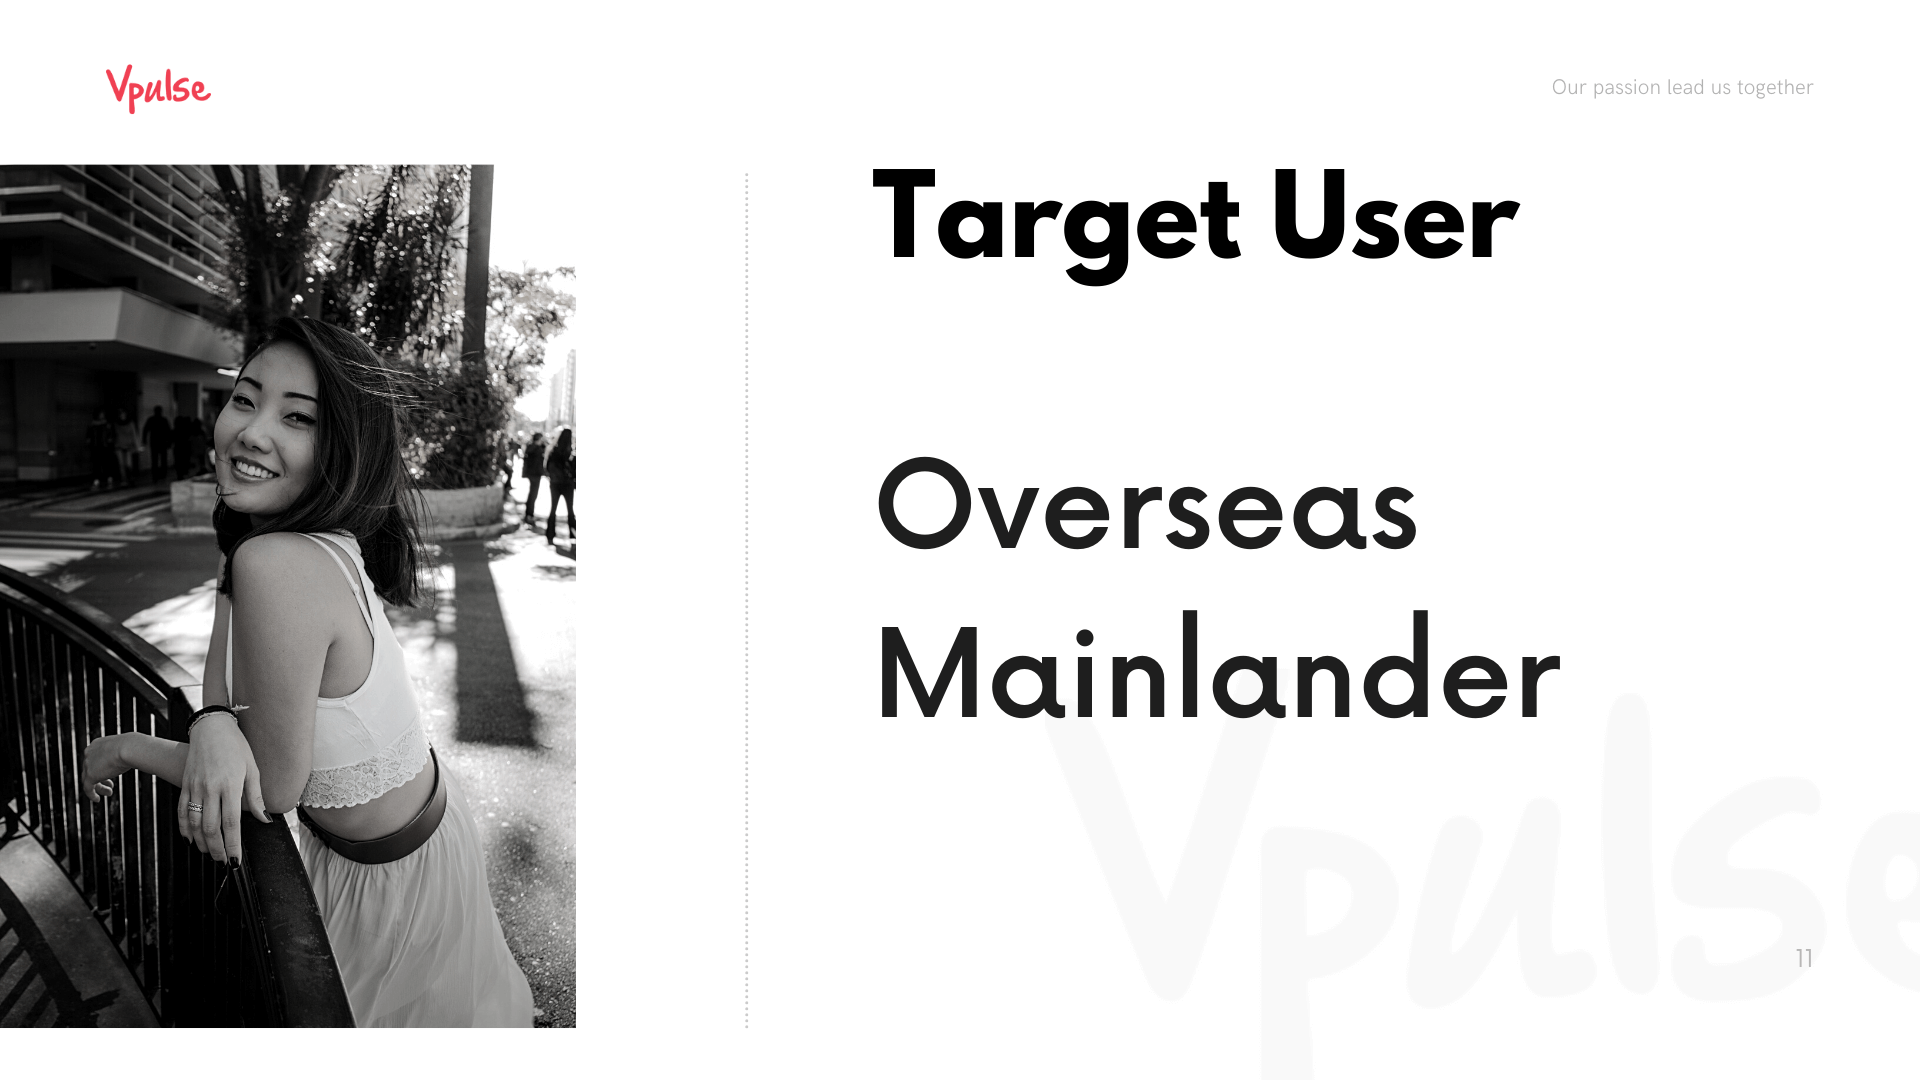 Vpulse
Our passion lead us together
Target User
Overseas
Mainlander
Vpulse
11